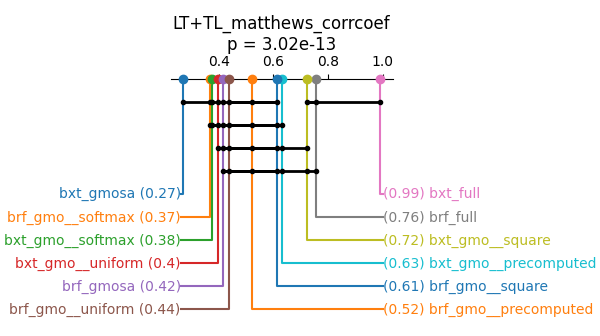 LT+TL_matthews_corrcoef
p = 3.02e-13
0.4 0.6 0.8 1.0
bxt_gmosa (0.27) (0.99) bxt_full
brf_gmo__softmax (0.37) (0.76) brf_full
bxt_gmo__softmax (0.38) (0.72) bxt_gmo__square
bxt_gmo__uniform (0.4) (0.63) bxt_gmo__precomputed
brf_gmosa (0.42) (0.61) brf_gmo__square
brf_gmo__uniform (0.44) (0.52) brf_gmo__precomputed